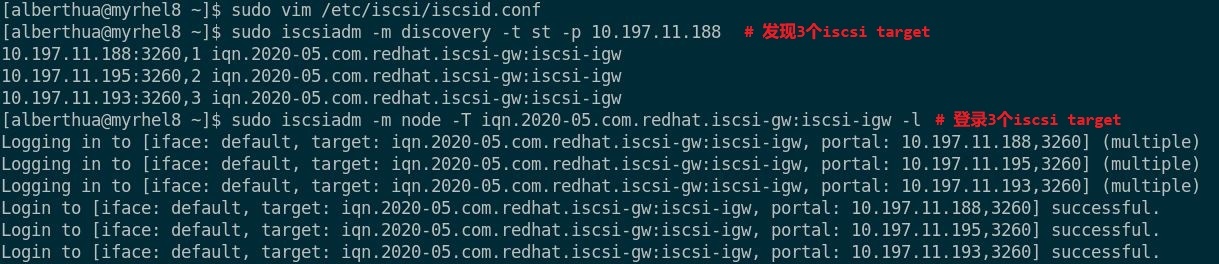 [alberthua@myrhel8 ~]$ sudo vim /etc/iscsi/iscsid.conf
[alberthua@myrhel8 ~]$ sudo iscsiadm -m discovery -t st -p 10.197.11.188 # 发现3个iscsi target
10.197.11.188:3260,1 iqn.2020-05.com.redhat.iscsi-gw:iscsi-igw
10.197.11.195:3260,2 iqn.2020-05.com.redhat.iscsi-gw:iscsi-igw
10.197.11.193:3260,3 iqn.2020-05.com.redhat.iscsi-gw:iscsi-igw
[alberthua@myrhel8 ~]$ sudo iscsiadm -m node -T iqn.2020-05.com.redhat.iscsi-gw:iscsi-igw -l # 登录3个iscsi target
Logging in to [iface: default, target: iqn.2020-05.com.redhat.iscsi-gw:iscsi-igw, portal: 10.197.11.188,3260] (multiple)
Logging in to [iface: default, target: iqn.2020-05.com.redhat.iscsi-gw:iscsi-igw, portal: 10.197.11.195,3260] (multiple)
Logging in to [iface: default, target: iqn.2020-05.com.redhat.iscsi-gw:iscsi-igw, portal: 10.197.11.193,3260] (multiple)
Login to [iface: default, target: iqn.2020-05.com.redhat.iscsi-gw:iscsi-igw, portal: 10.197.11.188,3260] successful.
Login to [iface: default, target: iqn.2020-05.com.redhat.iscsi-gw:iscsi-igw, portal: 10.197.11.195,3260] successful.
Login to [iface: default, target: iqn.2020-05.com.redhat.iscsi-gw:iscsi-igw, portal: 10.197.11.193,3260] successful.